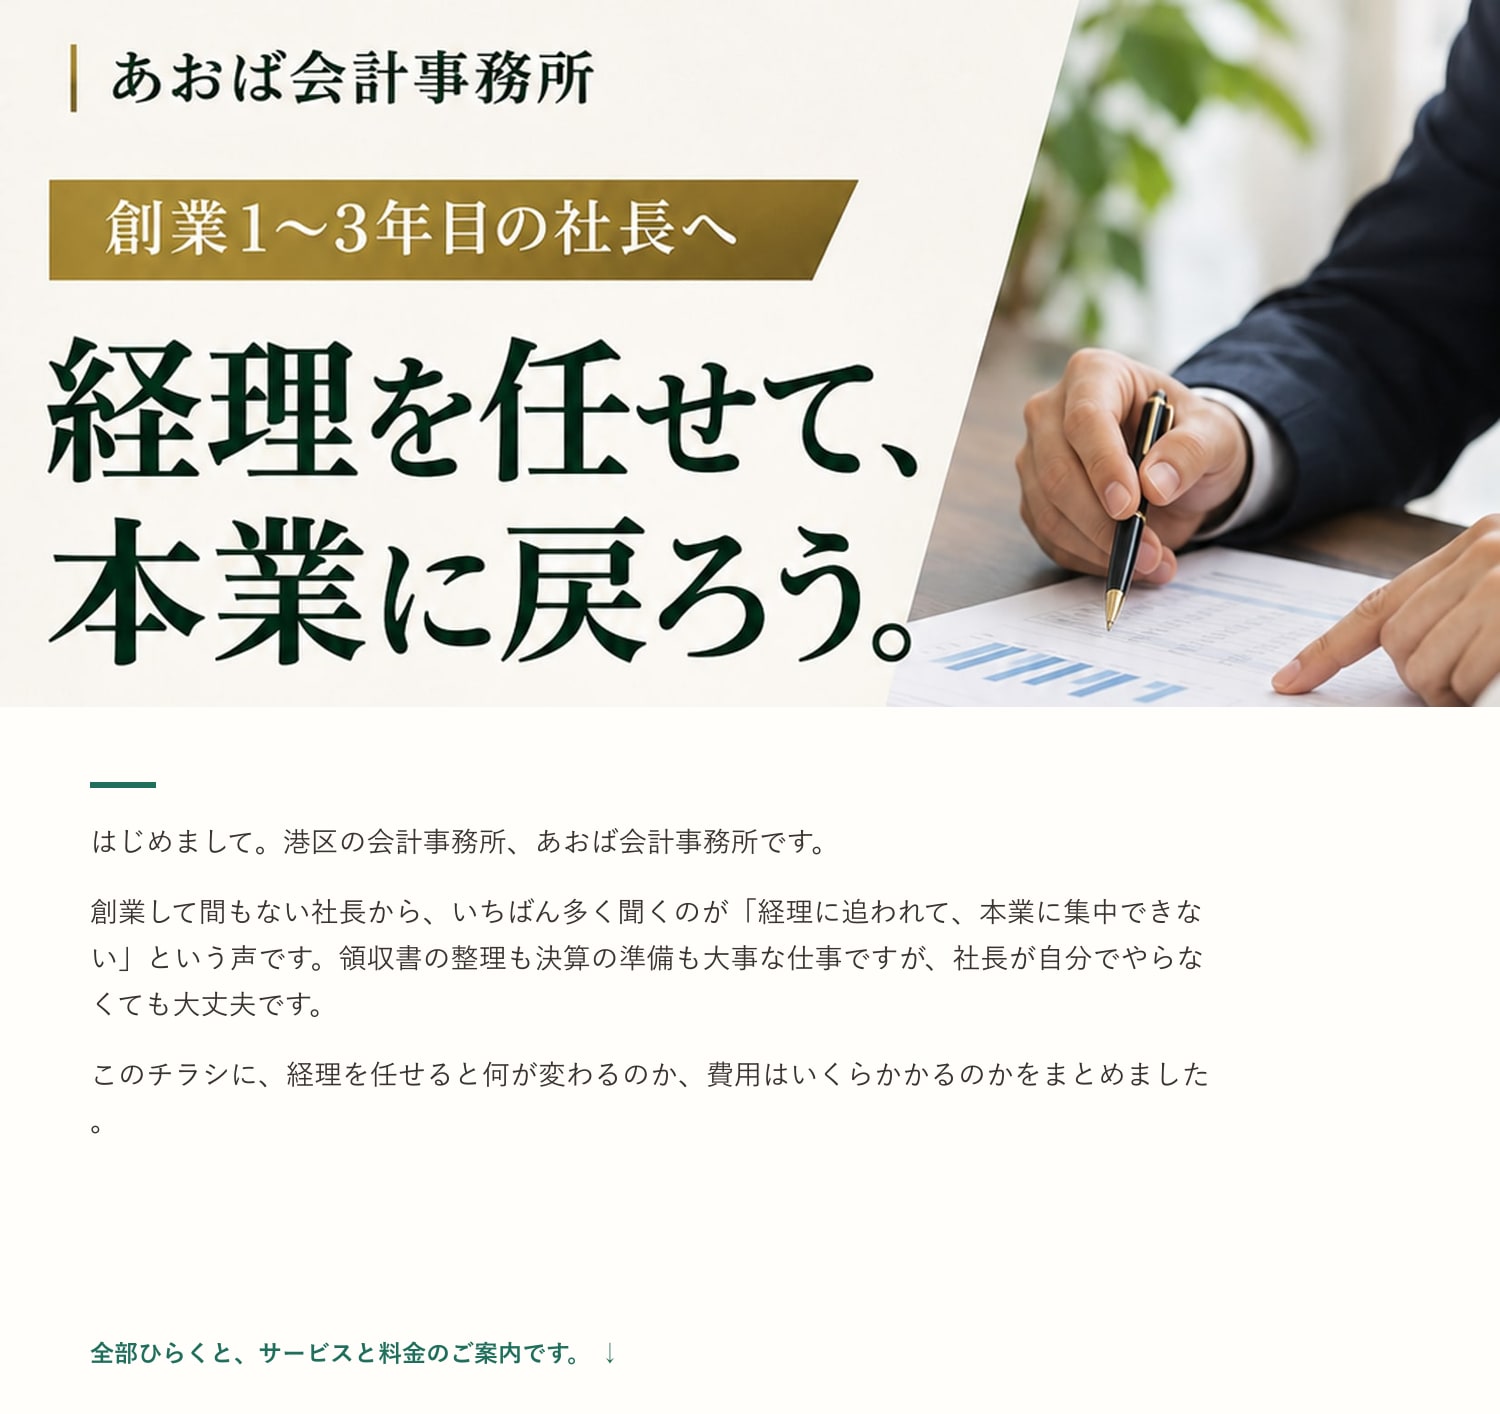 あおば会計事務所
創業1〜3年目の社長へ
経理を任せて、
本業に戻ろう。
はじめまして。港区の会計事務所、あおば会計事務所です。
創業して間もない社長から、いちばん多く聞くのが「経理に追われて、本業に集中できな
い」という声です。領収書の整理も決算の準備も大事な仕事ですが、社長が自分でやらな
くても大丈夫です。
このチラシに、経理を任せると何が変わるのか、費用はいくらかかるのかをまとめました
。
全部ひらくと、サービスと料金のご案内です。 ↓